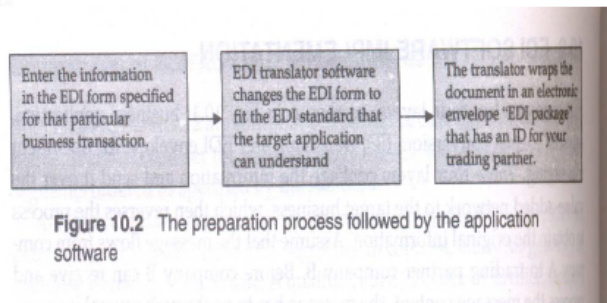 Enter the information
in the EDI form specified
for that particular
business transaction.
EDI translator software
changes the EDI form to
fit the EDI standard that
the target application
can understand
The translator wraps the
document in an electronic
envelope "EDI package"
that has an ID for your
trading partner.
Figure 10.2 The preparation process followed by the application
software